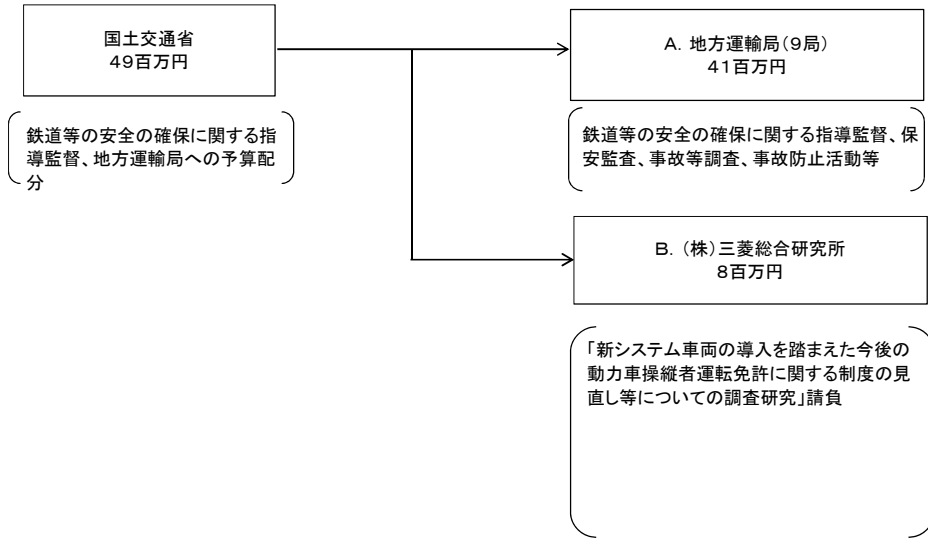 国土交通省
49百万円
鉄道等の安全の確保に関する指
導監督、地方運輸局への予算配
分
A. 地方運輸局(9局)
41百万円
鉄道等の安全の確保に関する指導監督、保
安監査、事故等調査、事故防止活動等
B. (株)三菱総合研究所
8百万円
「新システム車両の導入を踏まえた今後の
動力車操縦者運転免許に関する制度の見
直し等についての調査研究」請負